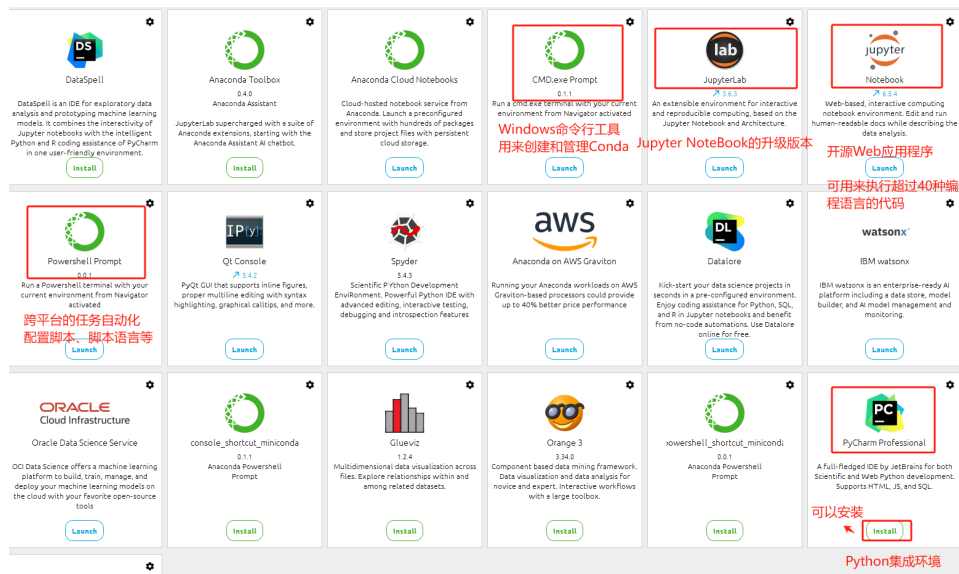 DS
DataSpell
DataSpell is an IDE for exploratory data
analysis and prototyping machine learning
models. It combines the interactivity of
Jupyter notebooks with the intelligent
Python and R coding assistance of PyCharm
in one user-friendly environment.
Install
Anaconda Toolbox
0.4.0
Anaconda Assistant
JupyterLab supercharged with a suite of
Anaconda extensions, starting with the
Anaconda Assistant AI chatbot.
Install
Anaconda Cloud Notebooks
Cloud-hosted notebook service from
Anaconda. Launch a preconfigured
environment with hundreds of packages
and store project files with persistent
cloud storage.
Launch
CMD.exe Prompt
0.1.1
Run a cmd.exe terminal with your current
environment from Navigator activated
Windows命令行工具
用来创建和管理Conda
Launch
lab
JupyterLab
3.6.3
An extensible environment for interactive
and reproducible computing, based on the
Jupyter Notebook and Architecture.
Jupyter NoteBook的升级版本
Launch
jupyter
Notebook
6.5.4
Web-based, interactive computing
notebook environment. Edit and run
human-readable docs while describing the
data analysis.
开源Web应用程序
Launch
可用来执行超过40种编
程语言的代码
Powershell Prompt
0.0.1
Run a Powershell terminal with your
current environment from Navigator
activated
跨平台的任务自动化
配置脚本、脚本语言等
Launch
IP[y]:
Qt Console
5.4.2
PyQt GUI that supports inline figures,
proper multiline editing with syntax
highlighting, graphical calltips, and more.
Launch
Spyder
5.4.3
Scientific PYthon Development
EnviRonment. Powerful Python IDE with
advanced editing, interactive testing,
debugging and introspection features
Launch
aws
Anaconda on AWS Graviton
Running your Anaconda workloads on AWS
Graviton-based processors could provide
up to 40% better price performance
Launch
DL
Datalore
Kick-start your data science projects in
seconds in a pre-configured environment.
Enjoy coding assistance for Python, SQL,
and R in Jupyter notebooks and benefit
from no-code automations. Use Datalore
online for free.
Launch
watsonx
IBM watsonx
IBM watsonx is an enterprise-ready AI
platform including a data store, model
builder, and AI model management and
monitoring.
Launch
ORACLE
Cloud Infrastructure
Oracle Data Science Service
OCI Data Science offers a machine learning
platform to build, train, manage, and
deploy your machine learning models on
the cloud with your favorite open-source
tools
Launch
console_shortcut_miniconda
0.1.1
Anaconda Powershell
Prompt
Install
Glueviz
1.2.4
Multidimensional data visualization across
files. Explore relationships within and
among related datasets.
Install
Orange 3
3.34.0
Component based data mining framework.
Data visualization and data analysis for
novice and expert. Interactive workflows
with a large toolbox.
Install
powershell_shortcut_miniconda
0.0.1
Anaconda Powershell
Prompt
Install
PC
PyCharm Professional
A full-fledged IDE by JetBrains for both
Scientific and Web Python development.
Supports HTML, JS, and SQL.
可以安装
Install
Python集成环境